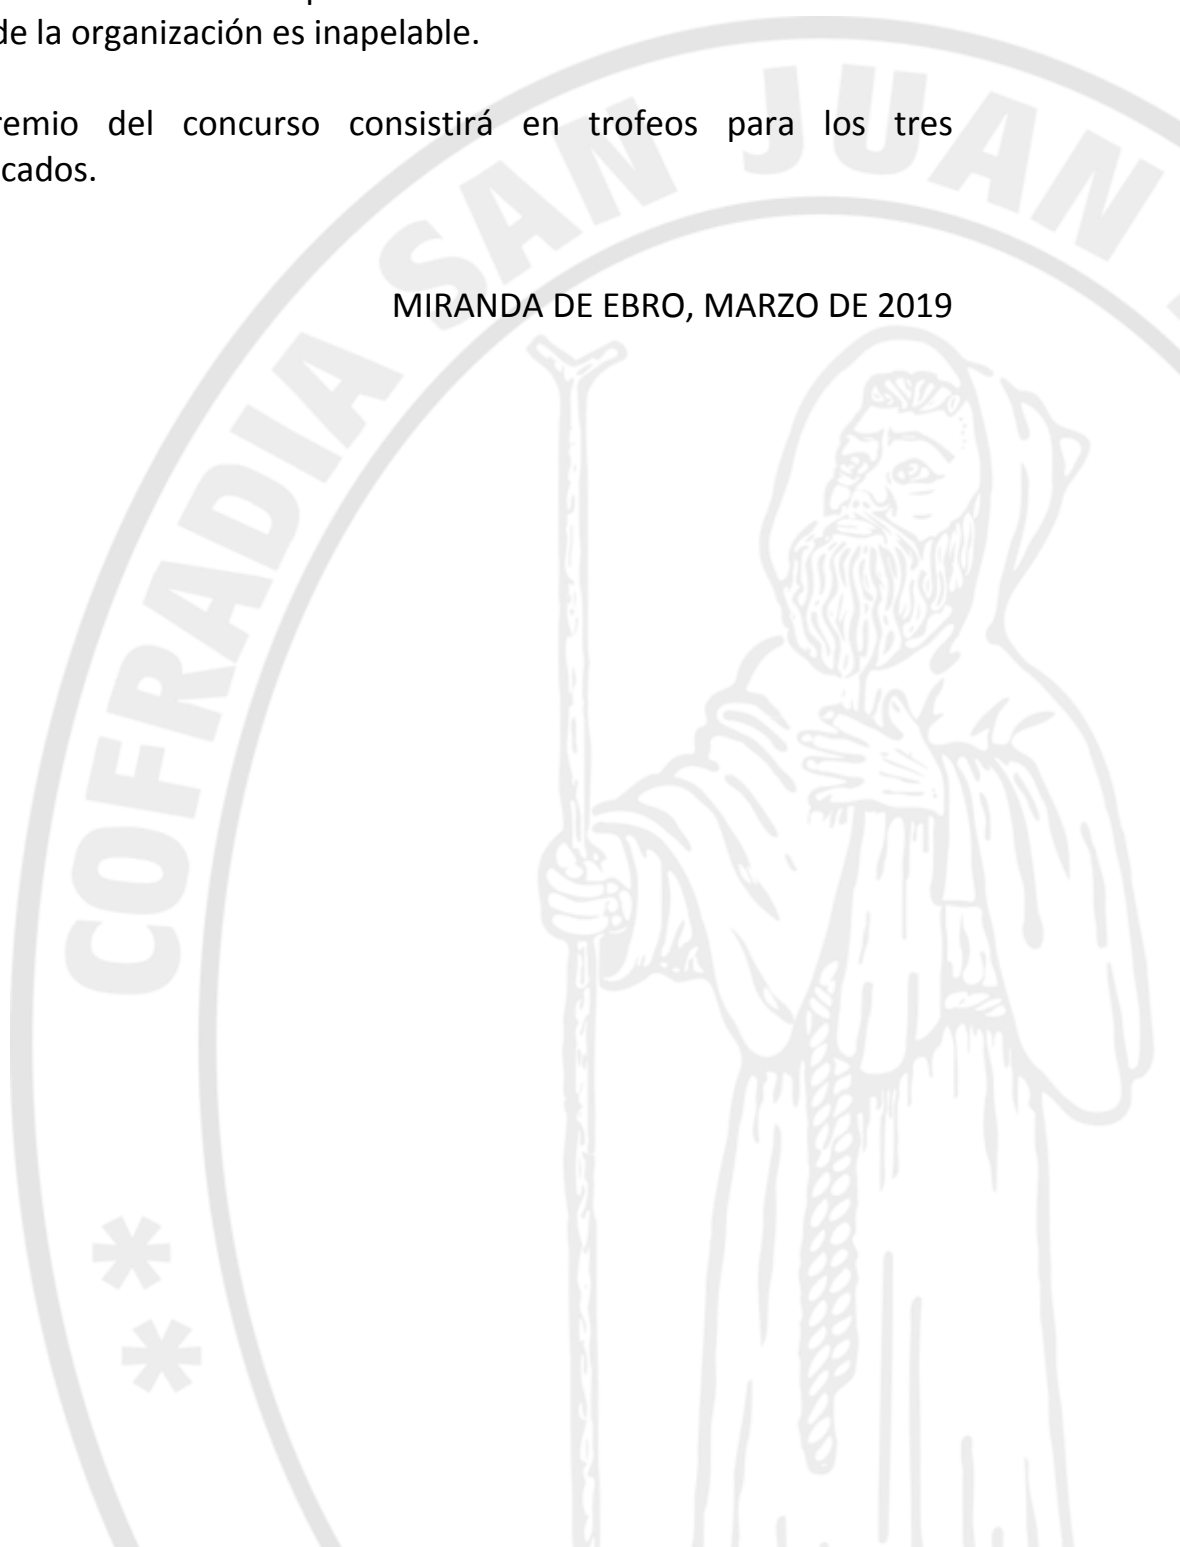 de la organización es inapelable.
remio del concurso consistirá en trofeos para los tres
cados.
MIRANDA DE EBRO, MARZO DE 2019
COFRADIA SAN JUAN